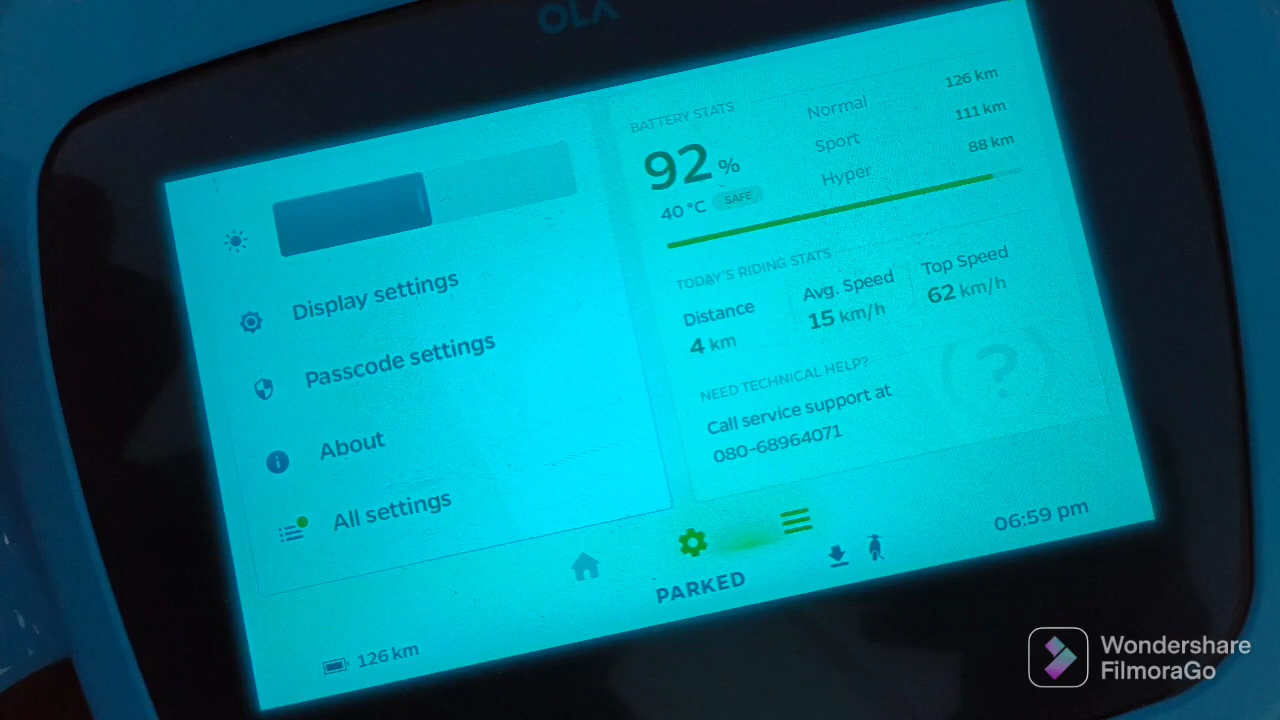 OLA
Display settings
Passcode settings
About
All settings
BATTERY STATS
92 %
40 °C SAFE
Normal 126 km
Sport 111 km
Hyper 88 km
TODAY'S RIDING STATS
Distance
4 km
Avg. Speed
15 km/h
Top Speed
62 km/h
NEED TECHNICAL HELP?
Call service support at
080-68964071
(?)
126 km
PARKED
06:59 pm
Wondershare
FilmoraGo